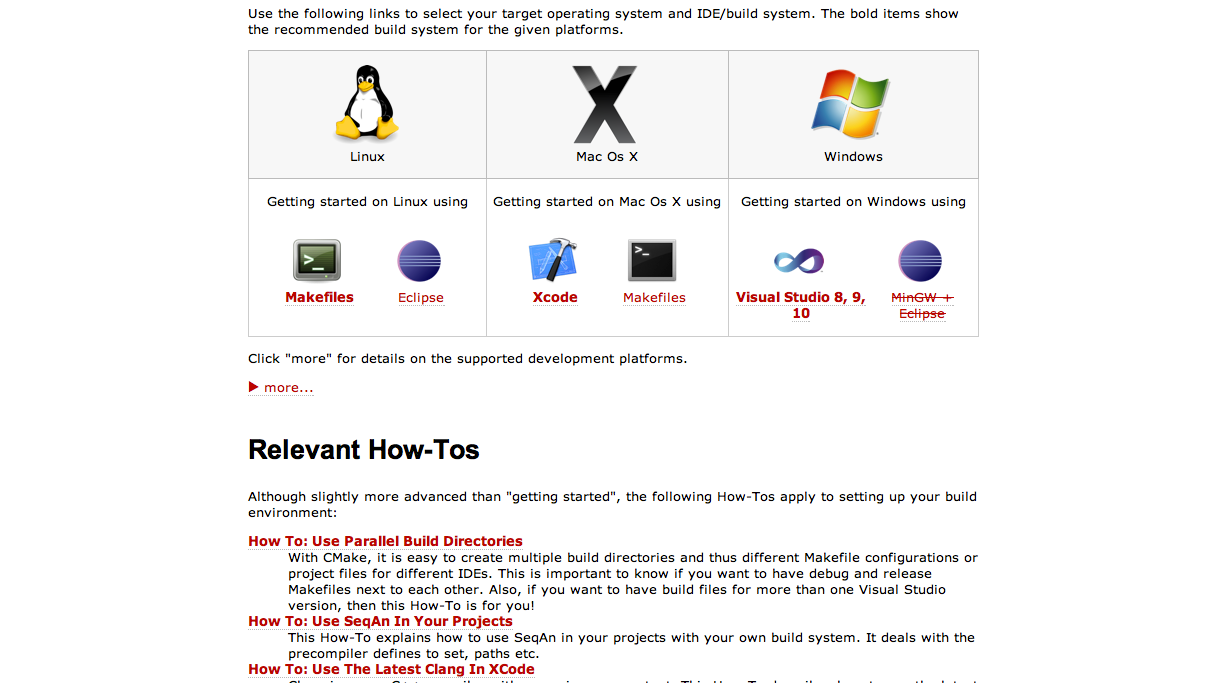 Use the following links to select your target operating system and IDE/build system. The bold items show
the recommended build system for the given platforms.
Linux
Mac Os X
Windows
Getting started on Linux using
Getting started on Mac Os X using
Getting started on Windows using
Makefiles
Eclipse
Xcode
Makefiles
Visual Studio 8, 9,
10
MinGW +
Eclipse
Click "more" for details on the supported development platforms.
more...
Relevant How-Tos
Although slightly more advanced than "getting started", the following How-Tos apply to setting up your build
environment:
How To: Use Parallel Build Directories
With CMake, it is easy to create multiple build directories and thus different Makefile configurations or
project files for different IDEs. This is important to know if you want to have debug and release
Makefiles next to each other. Also, if you want to have build files for more than one Visual Studio
version, then this How-To is for you!
How To: Use SeqAn In Your Projects
This How-To explains how to use SeqAn in your projects with your own build system. It deals with the
precompiler defines to set, paths etc.
How To: Use The Latest Clang In XCode